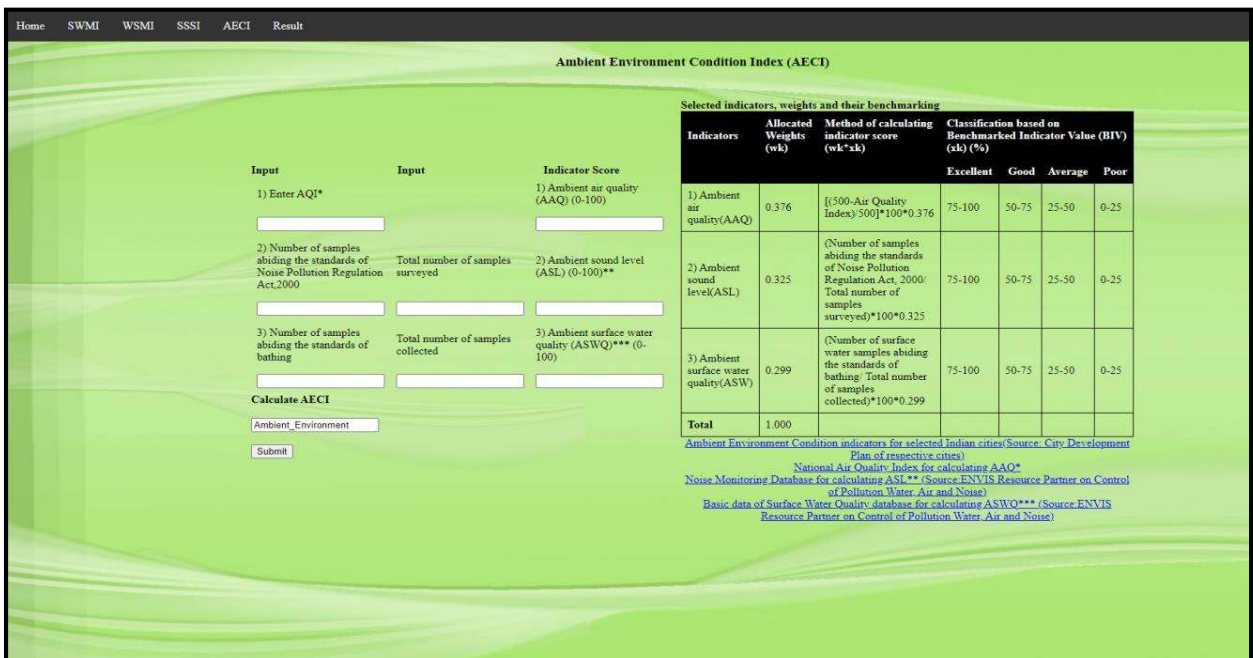 Home SWMI WSMI SSSI AECI Result
Ambient Environment Condition Index (AECI)
Input Input Indicator Score
1) Enter AQI*
1) Ambient air quality
(AAQ) (0-100)
2) Number of samples
abiding the standards of
Noise Pollution Regulation
Act,2000
Total number of samples
surveyed
2) Ambient sound level
(ASL) (0-100)**
3) Number of samples
abiding the standards of
bathing
Total number of samples
collected
3) Ambient surface water
quality (ASWQ)*** (0-
100)
Calculate AECI
Ambient_Environment
Submit
Selected indicators, weights and their benchmarking
Indicators
Allocated
Weights
(wk)
Method of calculating
indicator score
(wk*xk)
Classification based on
Benchmarked Indicator Value (BIV)
(xk) (%)
Excellent Good Average Poor
1) Ambient
air
quality(AAQ)
0.376
[(500-Air Quality
Index)/500]*100*0.376
75-100 50-75 25-50 0-25
2) Ambient
sound
level(ASL)
0.325
(Number of samples
abiding the standards
of Noise Pollution
Regulation Act, 2000/
Total number of
samples
surveyed)*100*0.325
75-100 50-75 25-50 0-25
3) Ambient
surface water
quality(ASW)
0.299
(Number of surface
water samples abiding
the standards of
bathing/ Total number
of samples
collected)*100*0.299
75-100 50-75 25-50 0-25
Total 1.000
Ambient Environment Condition indicators for selected Indian cities(Source: City Development
Plan of respective cities)
National Air Quality Index for calculating AAQ*
Noise Monitoring Database for calculating ASL** (Source:ENVIS Resource Partner on Control
of Pollution Water, Air and Noise)
Basic data of Surface Water Quality database for calculating ASWQ*** (Source:ENVIS
Resource Partner on Control of Pollution Water, Air and Noise)